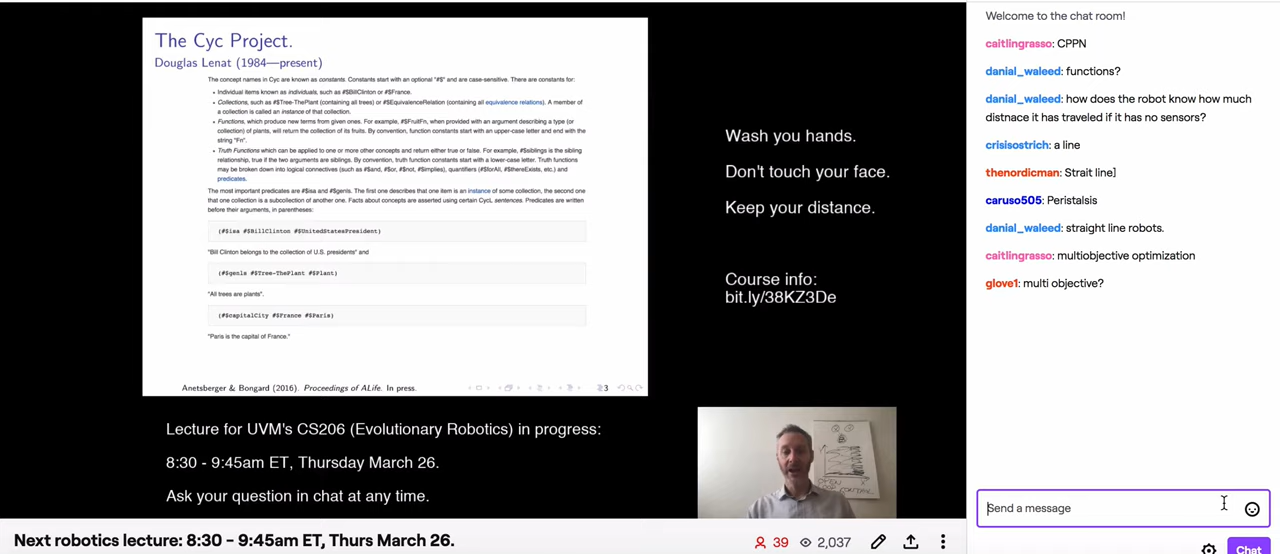 The Cyc Project.
Douglas Lenat (1984—present)
The concept names in Cyc are known as constants. Constants start with an optional "#$" and are case-sensitive. There are constants for:
• Individual items known as individuals, such as #$BillClinton or #$France.
• Collections, such as #$Tree-ThePlant (containing all trees) or #$EquivalenceRelation (containing all equivalence relations). A member of
a collection is called an instance of that collection.
• Functions, which produce new terms from given ones. For example, #$FruitFn, when provided with an argument describing a type (or
collection) of plants, will return the collection of its fruits. By convention, function constants start with an upper-case letter and end with the
string "Fn".
• Truth Functions which can be applied to one or more other concepts and return either true or false. For example, #$siblings is the sibling
relationship, true if the two arguments are siblings. By convention, truth function constants start with a lower-case letter. Truth functions
may be broken down into logical connectives (such as #$and, #$or, #$not, #$implies), quantifiers (#$forAll, #$thereExists, etc.) and
predicates.
The most important predicates are #$isa and #$genls. The first one describes that one item is an instance of some collection, the second one
that one collection is a subcollection of another one. Facts about concepts are asserted using certain CycL sentences. Predicates are written
before their arguments, in parentheses:
(#$isa #$BillClinton #$UnitedStatesPresident)
"Bill Clinton belongs to the collection of U.S. presidents" and
(#$genls #$Tree-ThePlant #$Plant)
"All trees are plants".
(#$capitalCity #$France #$Paris)
"Paris is the capital of France."
Anetsberger & Bongard (2016). Proceedings of ALife. In press.
3
Wash you hands.
Don't touch your face.
Keep your distance.
Course info:
bit.ly/38KZ3De
Lecture for UVM's CS206 (Evolutionary Robotics) in progress:
8:30 - 9:45am ET, Thursday March 26.
Ask your question in chat at any time.
OPEN
LOOP CONTROL
Next robotics lecture: 8:30 - 9:45am ET, Thurs March 26.
39
2,037
Welcome to the chat room!
caitlingrasso: CPPN
danial_waleed: functions?
danial_waleed: how does the robot know how much
distnace it has traveled if it has no sensors?
crisisostrich: a line
thenordicman: Strait line]
caruso505: Peristalsis
danial_waleed: straight line robots.
caitlingrasso: multiobjective optimization
glove1: multi objective?
Send a message
Chat